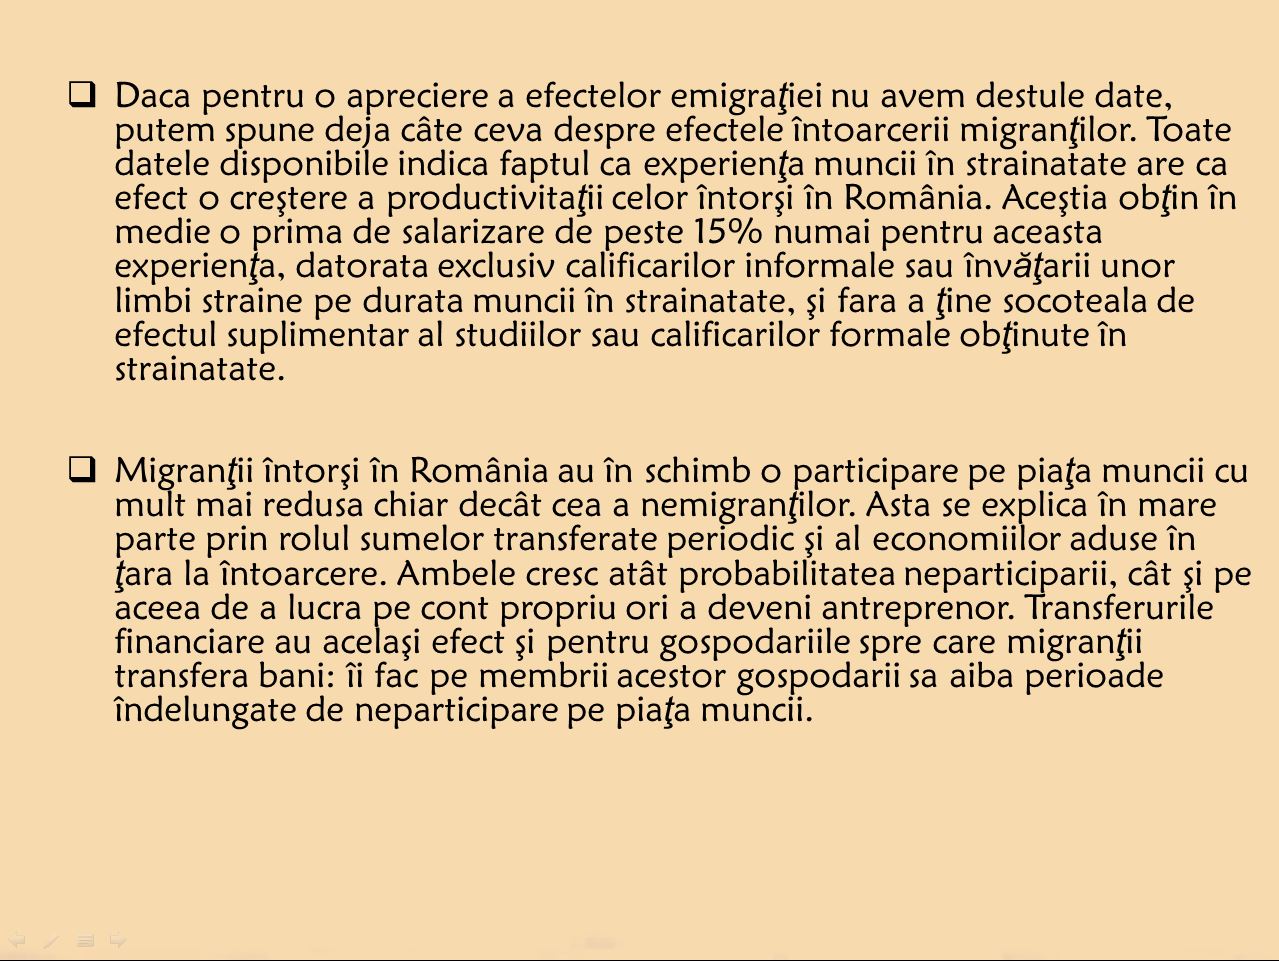 ❑ Daca pentru o apreciere a efectelor emigraţiei nu avem destule date,
putem spune deja câte ceva despre efectele întoarcerii migranţilor. Toate
datele disponibile indica faptul ca experienţa muncii în strainatate are ca
efect o creştere a productivitaţii celor întorşi în România. Aceştia obţin în
medie o prima de salarizare de peste 15% numai pentru aceasta
experienţa, datorata exclusiv calificarilor informale sau învăţarii unor
limbi straine pe durata muncii în strainatate, şi fara a ţine socoteala de
efectul suplimentar al studiilor sau calificarilor formale obţinute în
strainatate.
❑ Migranţii întorşi în România au în schimb o participare pe piaţa muncii cu
mult mai redusa chiar decât cea a nemigranţilor. Asta se explica în mare
parte prin rolul sumelor transferate periodic şi al economiilor aduse în
ţara la întoarcere. Ambele cresc atât probabilitatea neparticiparii, cât şi pe
aceea de a lucra pe cont propriu ori a deveni antreprenor. Transferurile
financiare au acelaşi efect şi pentru gospodariile spre care migranţii
transfera bani: îi fac pe membrii acestor gospodarii sa aiba perioade
îndelungate de neparticipare pe piaţa muncii.